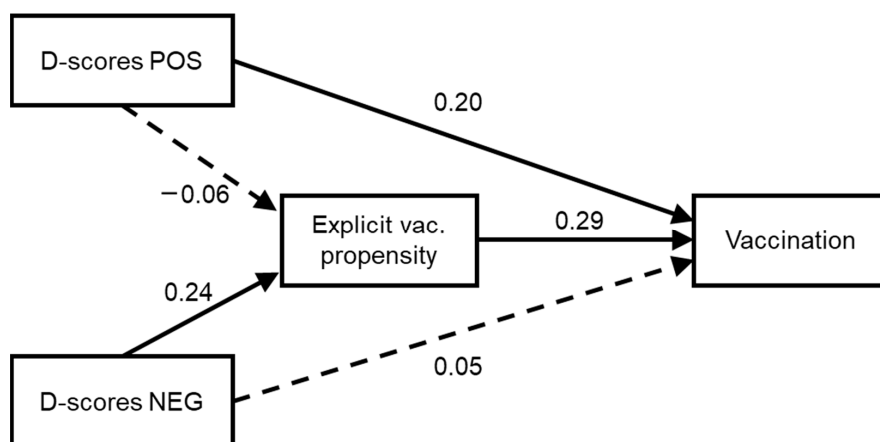 D-scores POS
0.20
−0.06
Explicit vac.
propensity
0.29
Vaccination
0.24
0.05
D-scores NEG